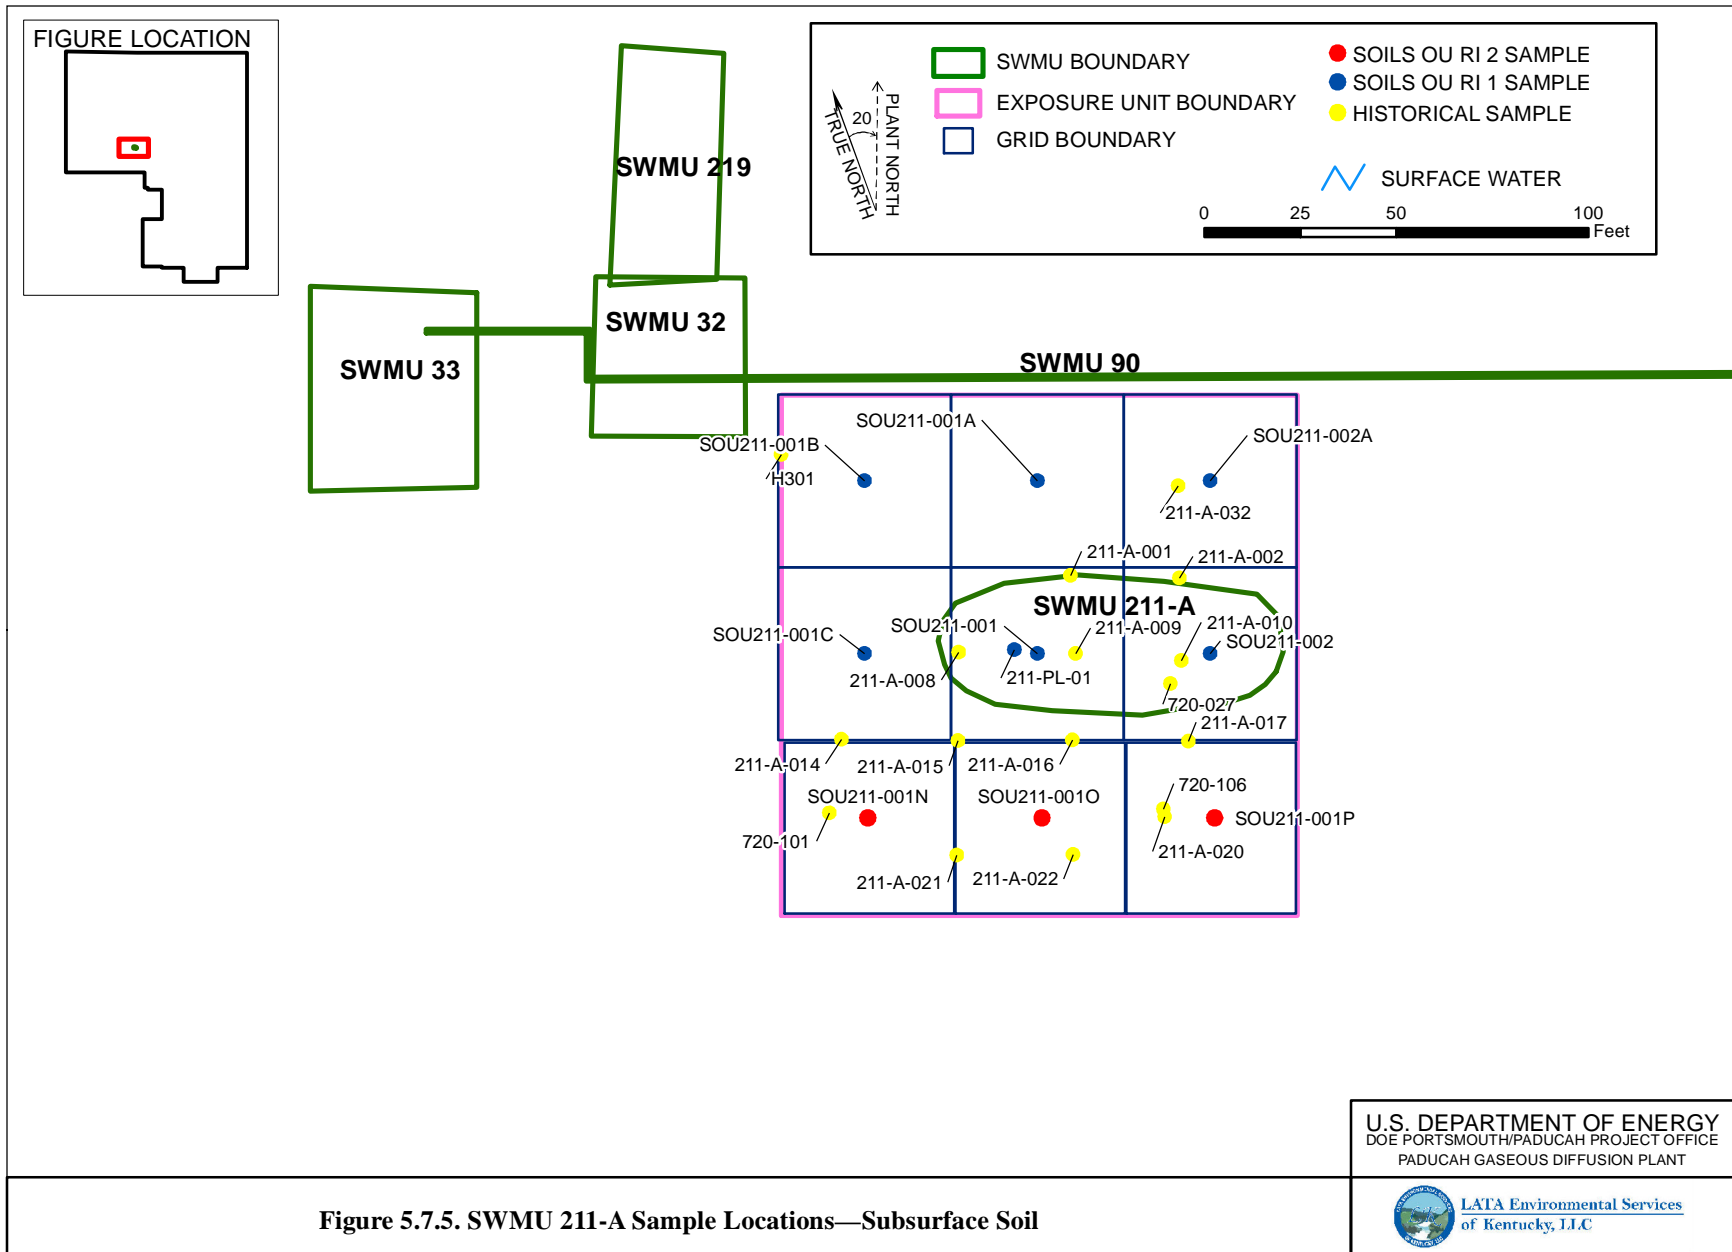 FIGURE LOCATION
SWMU BOUNDARY
EXPOSURE UNIT BOUNDARY
GRID BOUNDARY
SOILS OU RI 2 SAMPLE
SOILS OU RI 1 SAMPLE
HISTORICAL SAMPLE
SURFACE WATER
20
TRUE NORTH
PLANT NORTH
0 25 50 100
Feet
SWMU 219
SWMU 32
SWMU 33
SWMU 90
SOU211-001A
SOU211-001B
SOU211-002A
H301
211-A-032
211-A-001
211-A-002
SWMU 211-A
SOU211-001C
SOU211-001
211-A-009
211-A-010
SOU211-002
211-A-008
211-PL-01
720-027
211-A-017
211-A-014
211-A-015
211-A-016
SOU211-001N
SOU211-001O
720-106
SOU211-001P
720-101
211-A-020
211-A-021
211-A-022
U.S. DEPARTMENT OF ENERGY
DOE PORTSMOUTH/PADUCAH PROJECT OFFICE
PADUCAH GASEOUS DIFFUSION PLANT
Figure 5.7.5. SWMU 211-A Sample Locations—Subsurface Soil
LATA Environmental Services
of Kentucky, LLC